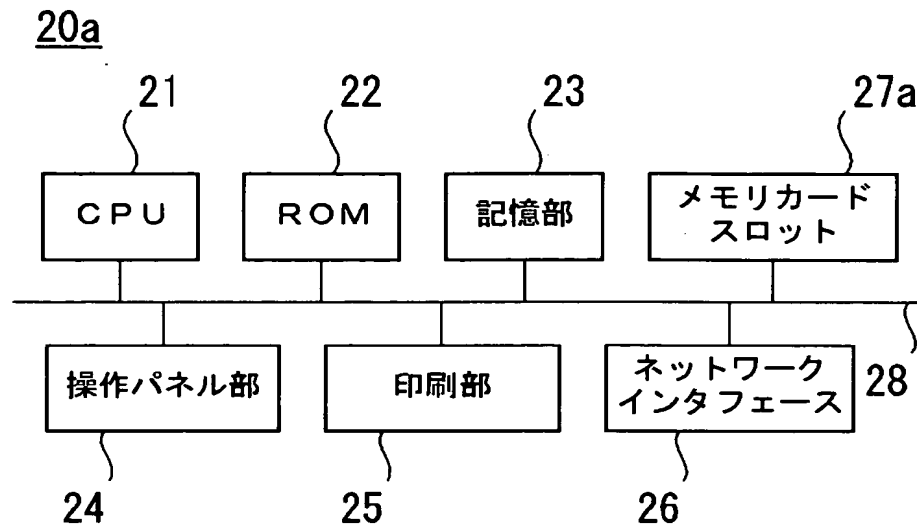 20a
21
22
23
27a
ＣＰＵ
ＲＯＭ
記憶部
メモリカード
スロット
操作パネル部
印刷部
ネットワーク
インタフェース
28
24
25
26